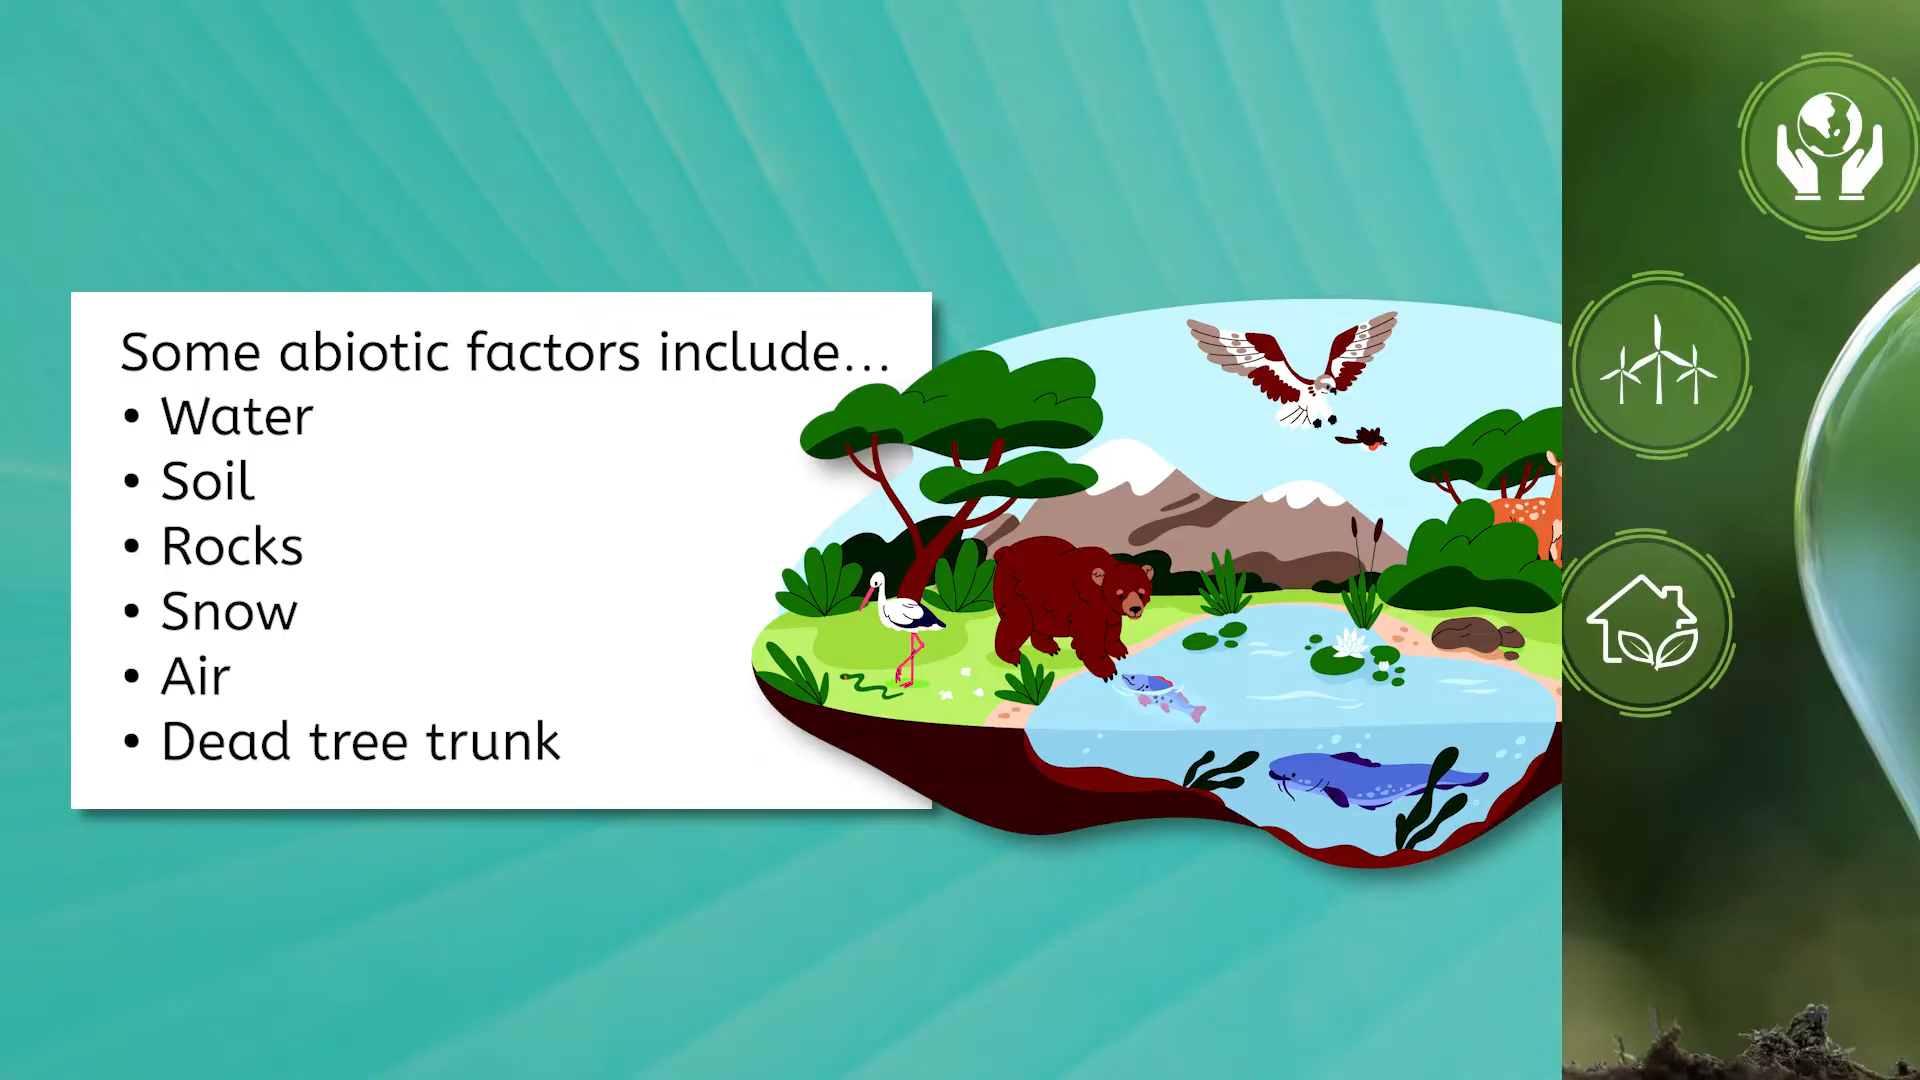 Some abiotic factors include...
• Water
• Soil
• Rocks
• Snow
• Air
• Dead tree trunk